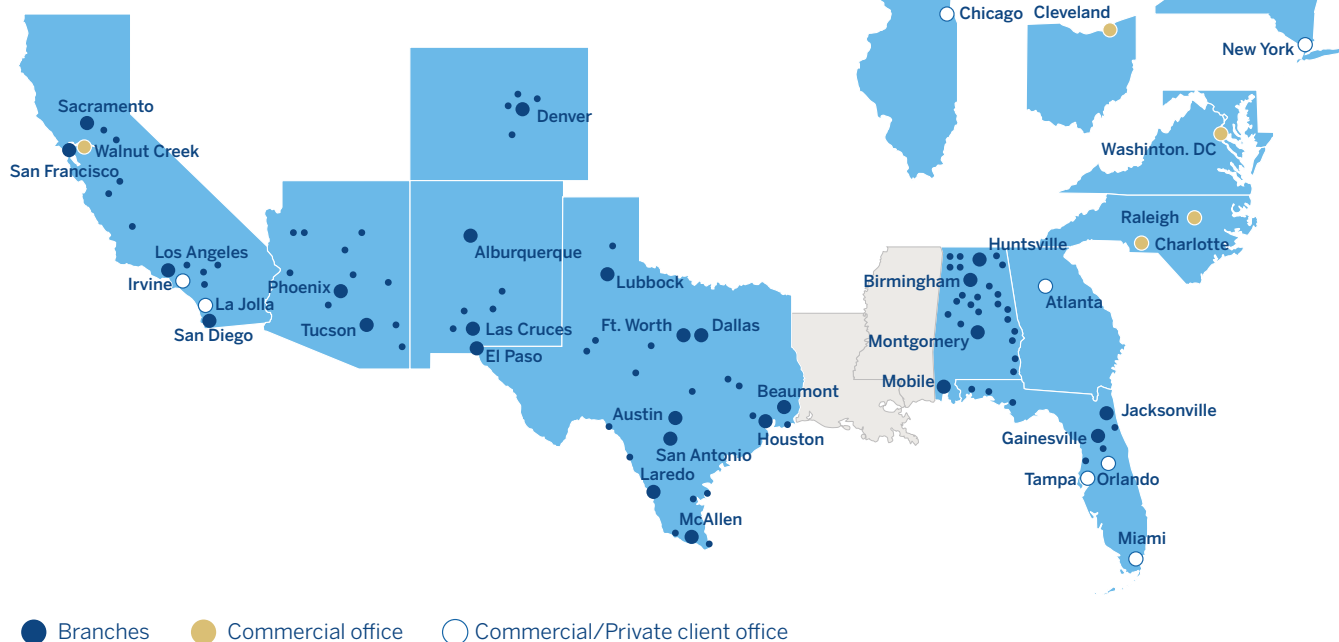 Chicago
Cleveland
New York
Sacramento
Denver
Walnut Creek
Washinton. DC
San Francisco
Raleigh
Charlotte
Huntsville
Los Angeles
Alburquerque
Birmingham
Irvine
Phoenix
Lubbock
La Jolla
Atlanta
San Diego
Tucson
Las Cruces
Ft. Worth
Dallas
Montgomery
El Paso
Mobile
Beaumont
Austin
Jacksonville
Houston
Gainesville
San Antonio
Laredo
Tampa
Orlando
McAllen
Miami
Branches
Commercial office
Commercial/Private client office